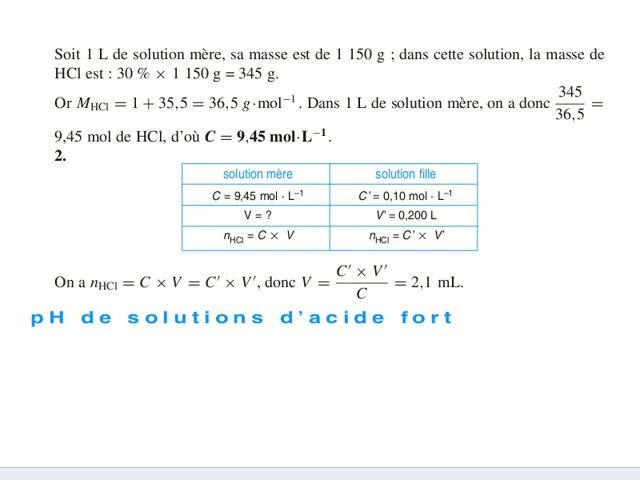 Soit 1 L de solution mère, sa masse est de 1 150 g ; dans cette solution, la masse de
HCl est : 30 % × 1 150 g = 345 g.
Or M_HCl = 1 + 35,5 = 36,5 g·mol⁻¹. Dans 1 L de solution mère, on a donc 345/36,5 =
9,45 mol de HCl, d'où C = 9,45 mol·L⁻¹.
2.
solution mère solution fille
C = 9,45 mol · L⁻¹ C' = 0,10 mol · L⁻¹
V = ? V' = 0,200 L
n_HCl = C × V n_HCl = C' × V'
On a n_HCl = C × V = C' × V', donc V = (C' × V')/C = 2,1 mL.
pH de solutions d'acide fort